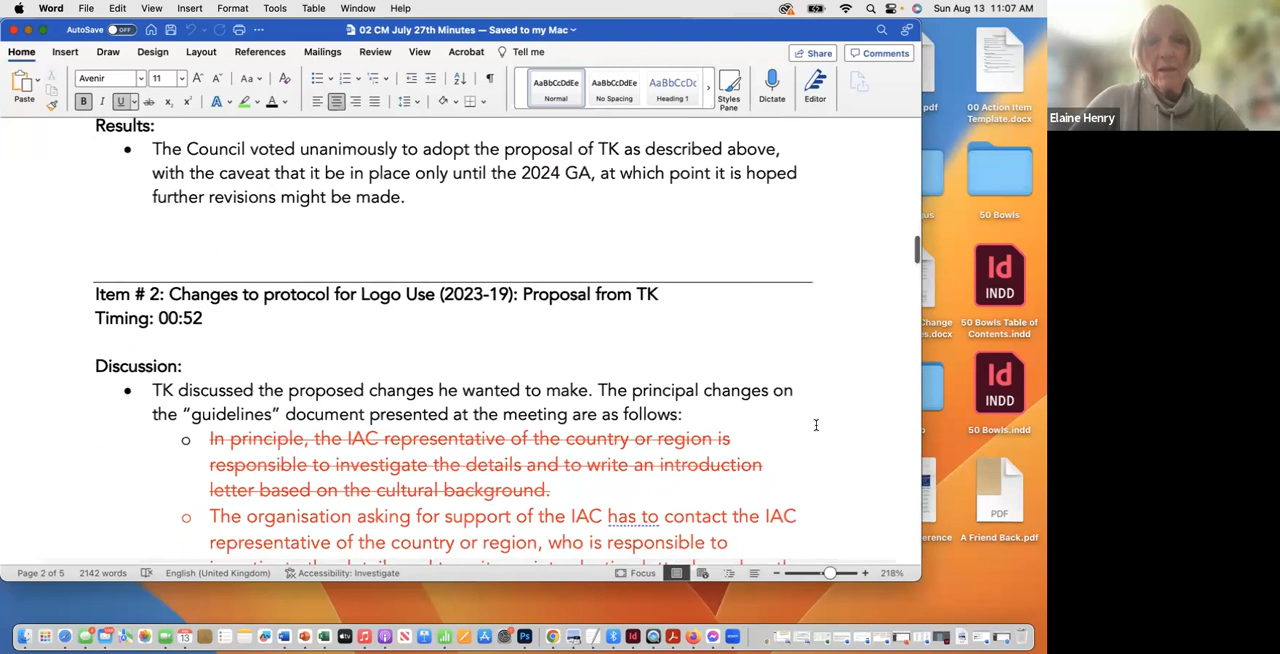 Word File Edit View Insert Format Tools Table Window Help Sun Aug 13 11:07 AM
AutoSave OFF 02 CM July 27th Minutes — Saved to my Mac
Home Insert Draw Design Layout References Mailings Review View Acrobat Tell me Share Comments
Paste Avenir 11 Aa AaBbCcDdEe AaBbCcDdEe AaBbCcDc
Normal No Spacing Heading 1 Styles Pane Dictate Editor
Results:
• The Council voted unanimously to adopt the proposal of TK as described above,
with the caveat that it be in place only until the 2024 GA, at which point it is hoped
further revisions might be made.
Item # 2: Changes to protocol for Logo Use (2023-19): Proposal from TK
Timing: 00:52
Discussion:
• TK discussed the proposed changes he wanted to make. The principal changes on
the “guidelines” document presented at the meeting are as follows:
o In principle, the IAC representative of the country or region is
responsible to investigate the details and to write an introduction
letter based on the cultural background.
o The organisation asking for support of the IAC has to contact the IAC
representative of the country or region, who is responsible to
Page 2 of 5 2142 words English (United Kingdom) Accessibility: Investigate Focus 218%
.pdf
00 Action Item
Template.docx
50 Bowls
Id
INDD
50 Bowls Table of
Contents.indd
Id
INDD
50 Bowls.indd
PDF
A Friend Back.pdf
Elaine Henry